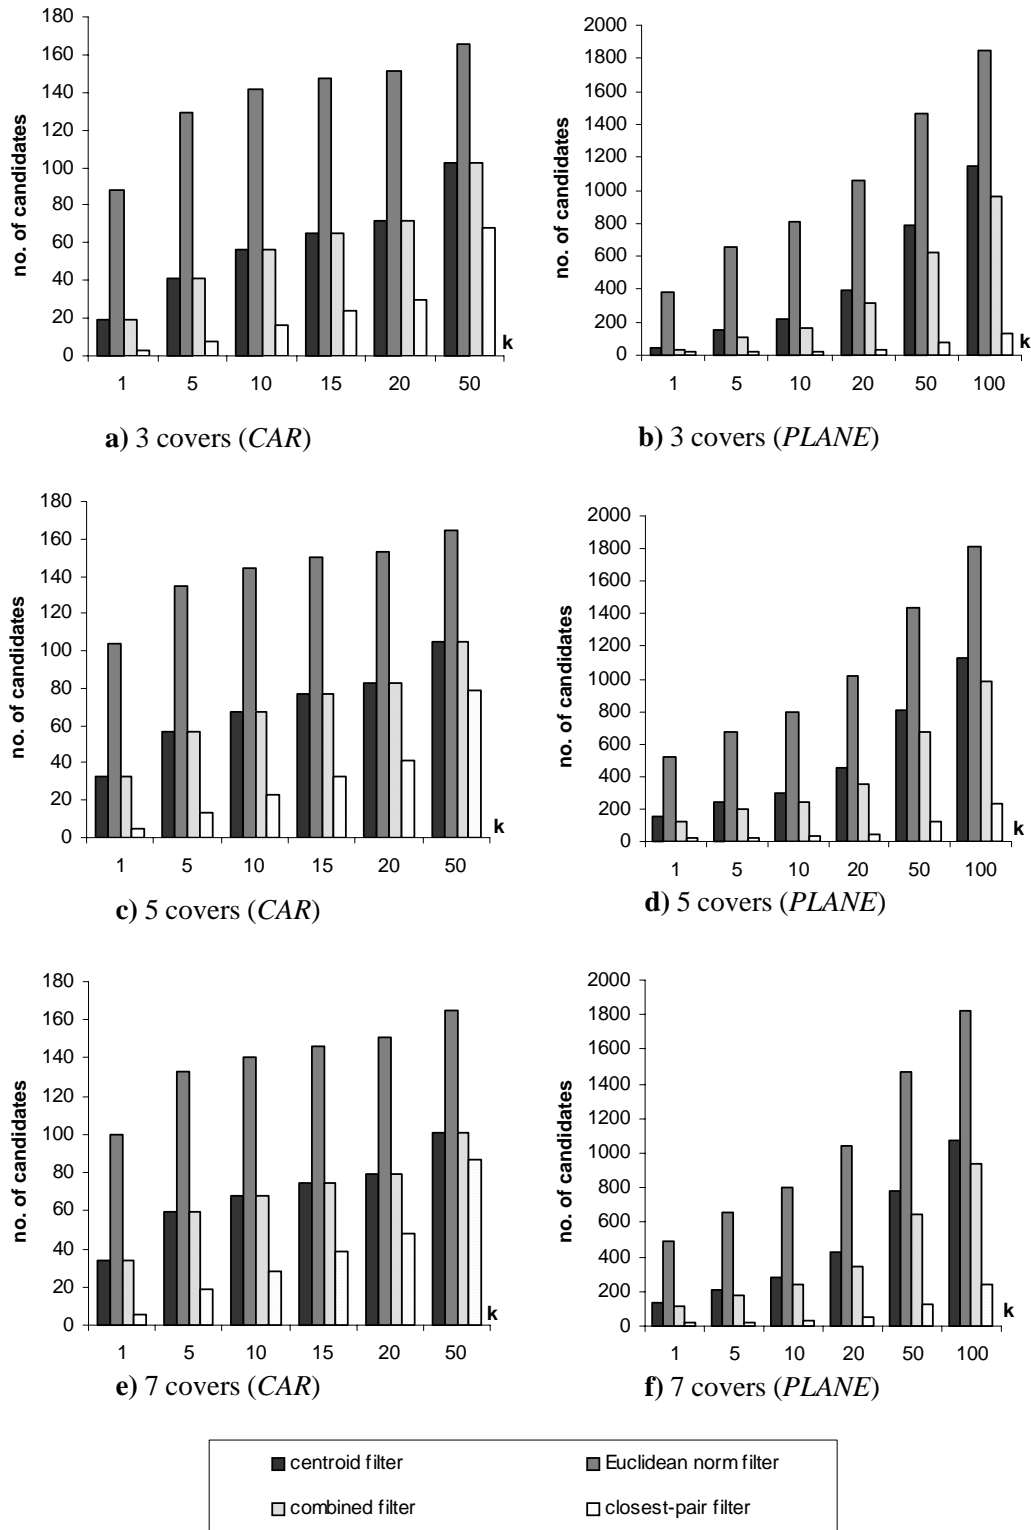 180
160
140
120
100
80
60
40
20
0
no. of candidates
1 5 10 15 20 50
k
a) 3 covers (CAR)
2000
1800
1600
1400
1200
1000
800
600
400
200
0
no. of candidates
1 5 10 20 50 100
k
b) 3 covers (PLANE)
180
160
140
120
100
80
60
40
20
0
no. of candidates
1 5 10 15 20 50
k
c) 5 covers (CAR)
2000
1800
1600
1400
1200
1000
800
600
400
200
0
no. of candidates
1 5 10 20 50 100
k
d) 5 covers (PLANE)
180
160
140
120
100
80
60
40
20
0
no. of candidates
1 5 10 15 20 50
k
e) 7 covers (CAR)
2000
1800
1600
1400
1200
1000
800
600
400
200
0
no. of candidates
1 5 10 20 50 100
k
f) 7 covers (PLANE)
centroid filter
Euclidean norm filter
combined filter
closest-pair filter